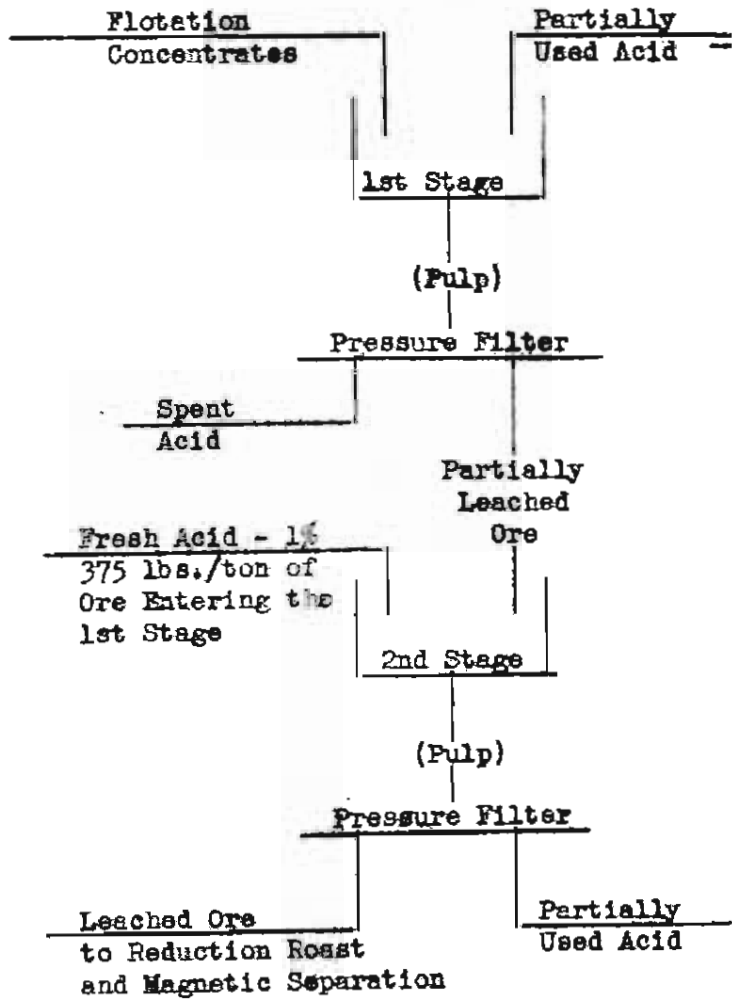 Flotation
Concentrates
Partially
Used Acid
1st Stage
(Pulp)
Pressure Filter
Spent
Acid
Partially
Leached
Ore
Fresh Acid - 1%
375 lbs./ton of
Ore Entering the
1st Stage
2nd Stage
(Pulp)
Pressure Filter
Leached Ore
to Reduction Roast
and Magnetic Separation
Partially
Used Acid